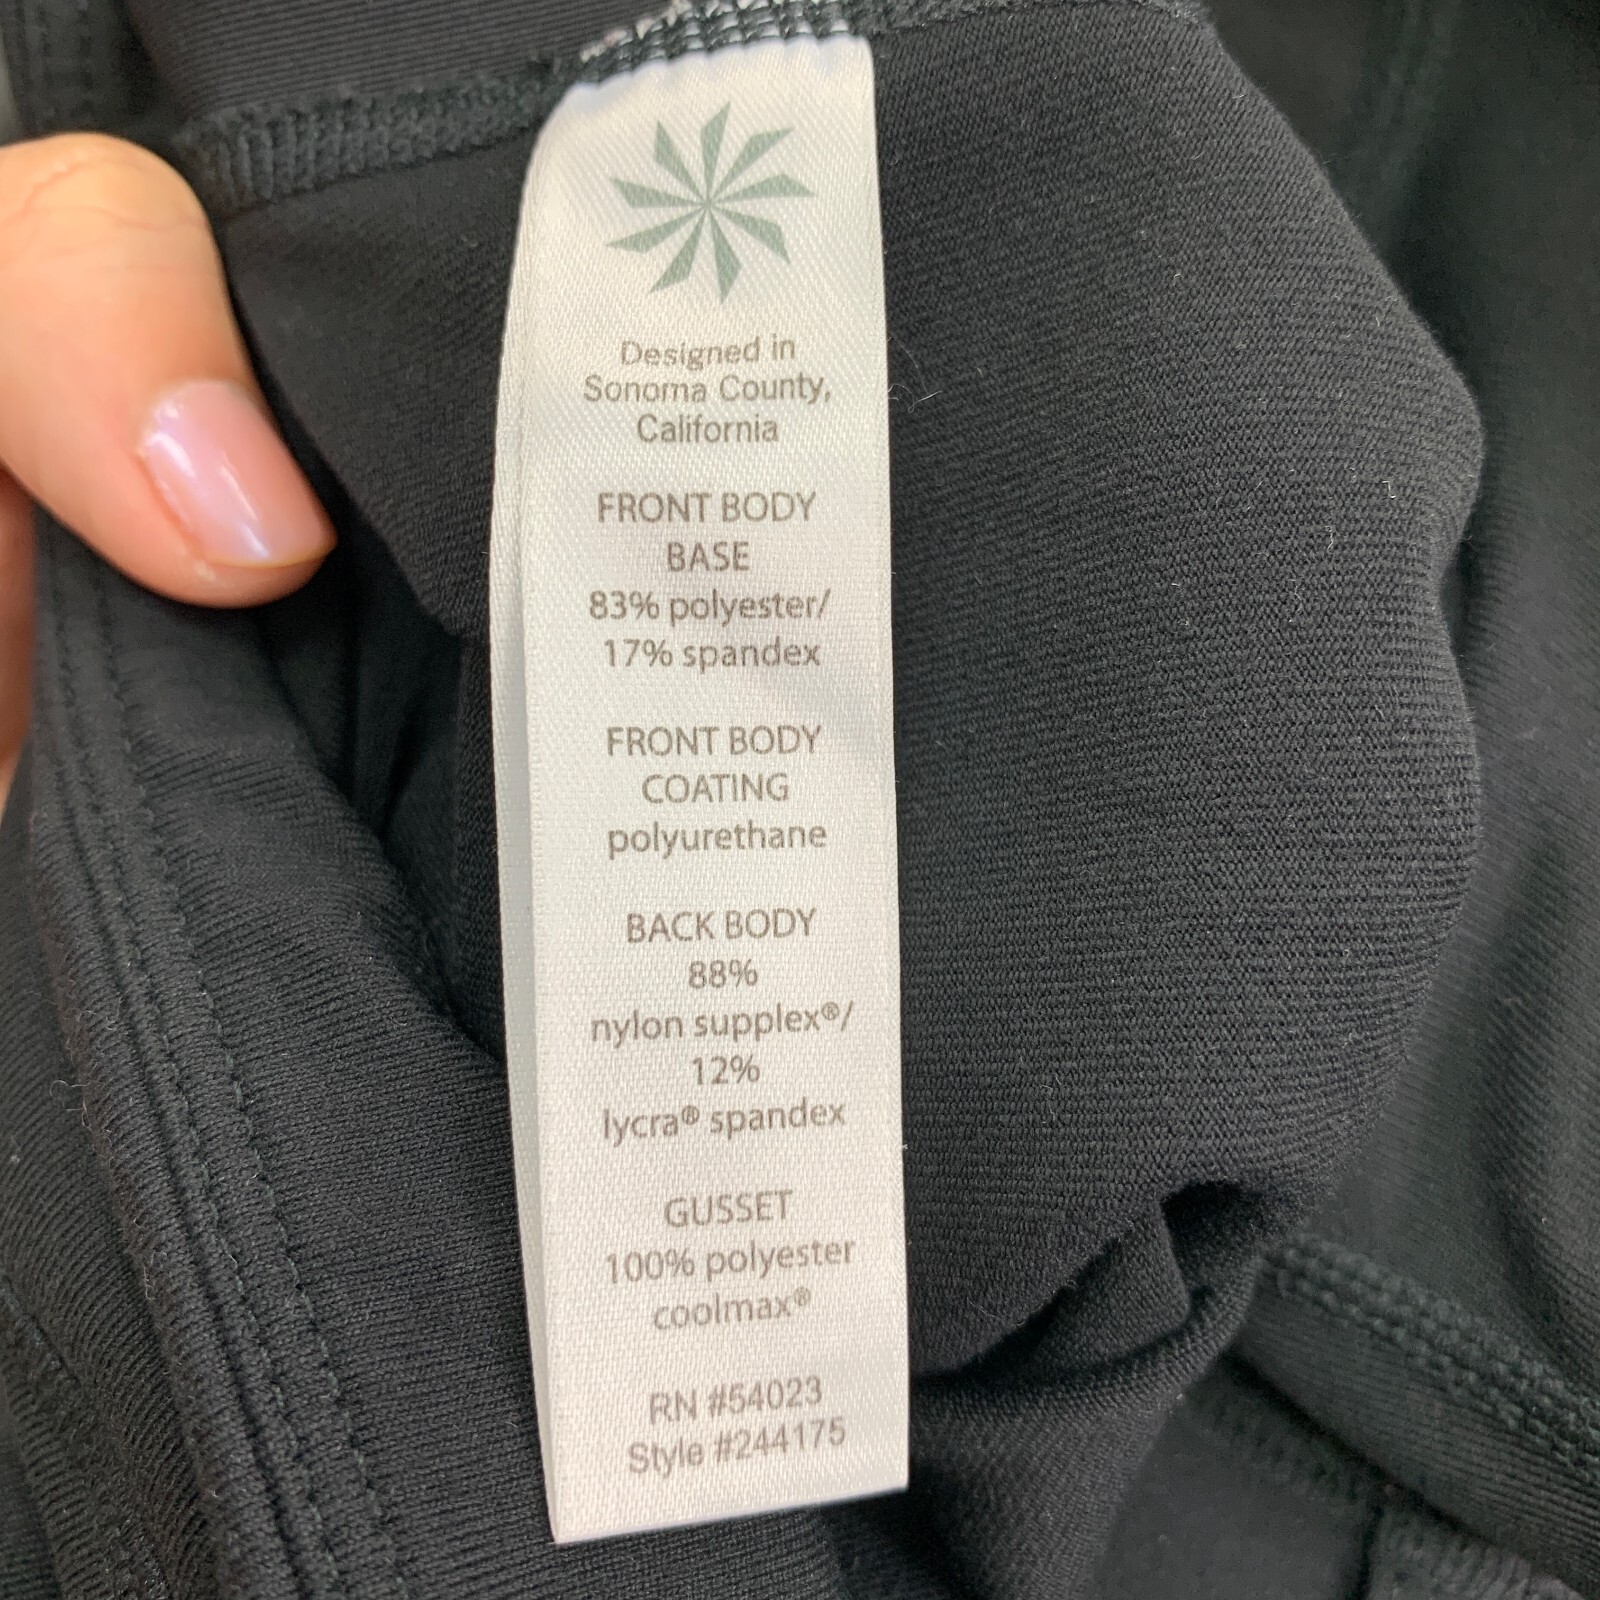 Designed in
Sonoma County,
California
FRONT BODY
BASE
83% polyester/
17% spandex
FRONT BODY
COATING
polyurethane
BACK BODY
88%
nylon supplex®/
12%
lycra® spandex
GUSSET
100% polyester
coolmax®
RN #54023
Style #244175